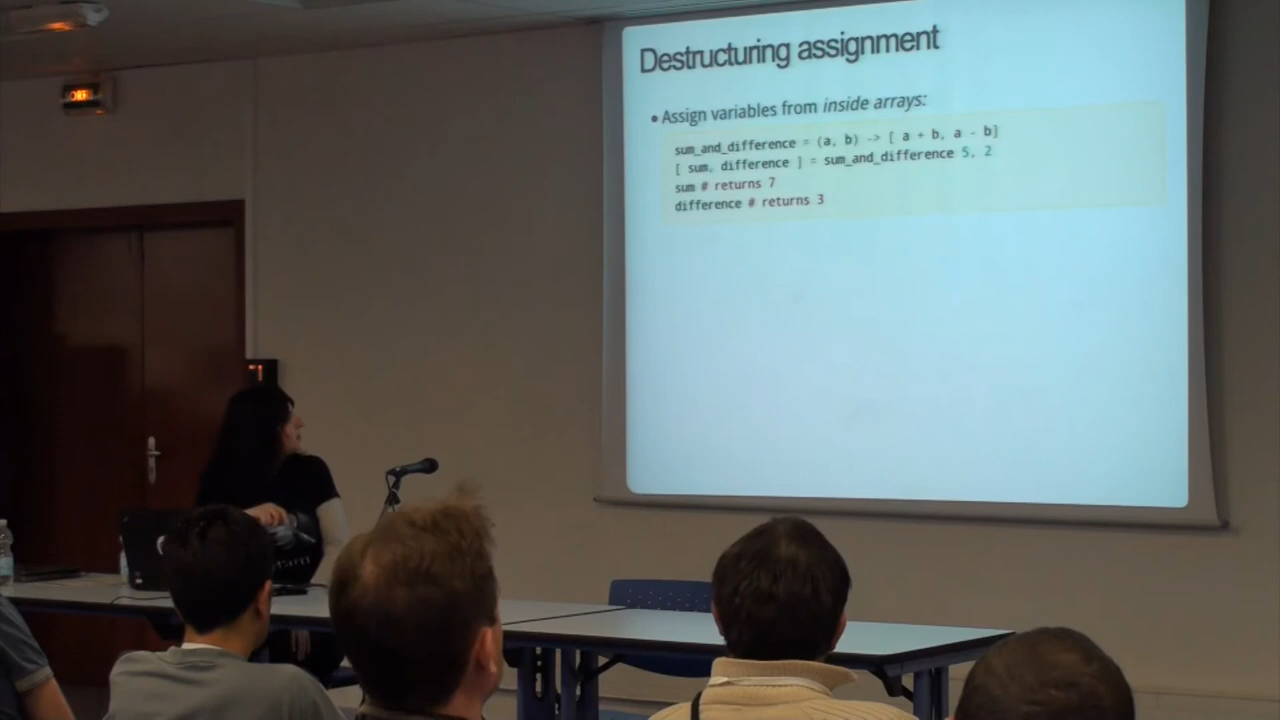 Destructuring assignment
• Assign variables from inside arrays:
sum_and_difference = (a, b) -> [ a + b, a - b]
[ sum, difference ] = sum_and_difference 5, 2
sum # returns 7
difference # returns 3